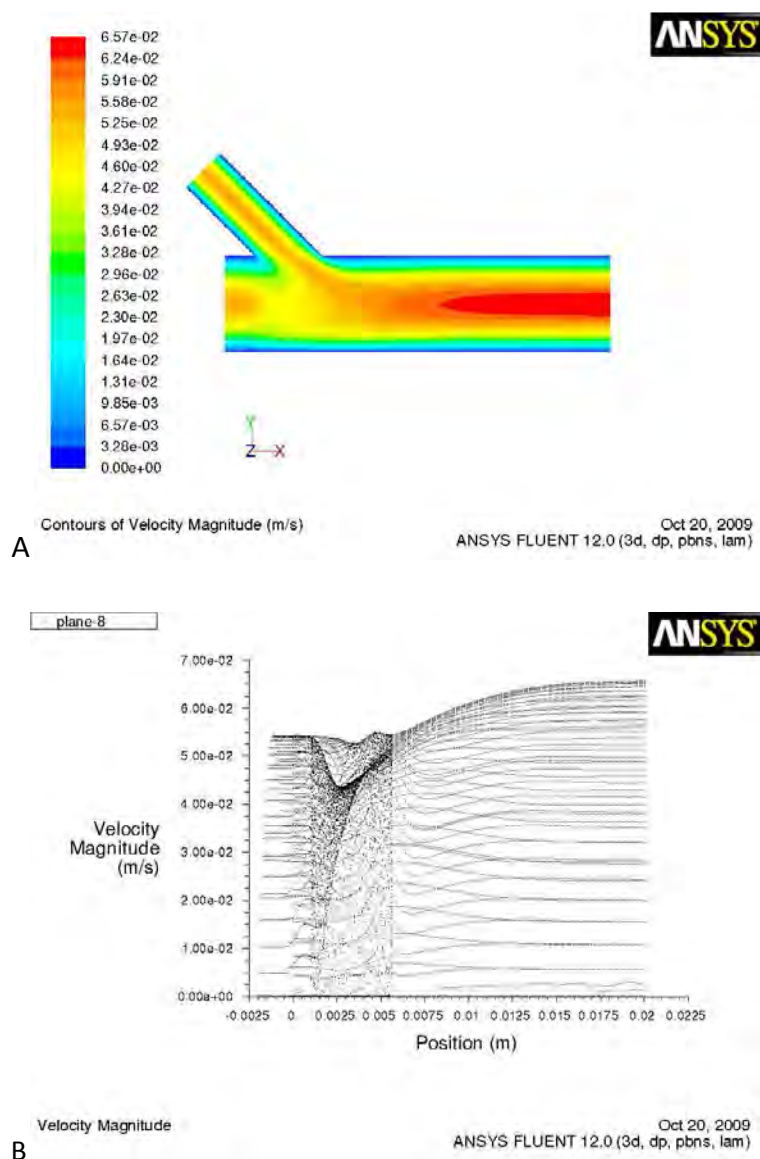 ANSYS
6.57e-02
6.24e-02
5.91e-02
5.58e-02
5.25e-02
4.93e-02
4.60e-02
4.27e-02
3.94e-02
3.61e-02
3.28e-02
2.96e-02
2.63e-02
2.30e-02
1.97e-02
1.64e-02
1.31e-02
9.85e-03
6.57e-03
3.28e-03
0.00e+00
Y
Z X
Contours of Velocity Magnitude (m/s)
Oct 20, 2009
ANSYS FLUENT 12.0 (3d, dp, pbns, lam)
A
plane-8
ANSYS
7.00e-02
6.00e-02
5.00e-02
4.00e-02
3.00e-02
2.00e-02
1.00e-02
0.00e+00
Velocity
Magnitude
(m/s)
-0.0025 0 0.0025 0.005 0.0075 0.01 0.0125 0.015 0.0175 0.02 0.0225
Position (m)
Velocity Magnitude
Oct 20, 2009
ANSYS FLUENT 12.0 (3d, dp, pbns, lam)
B